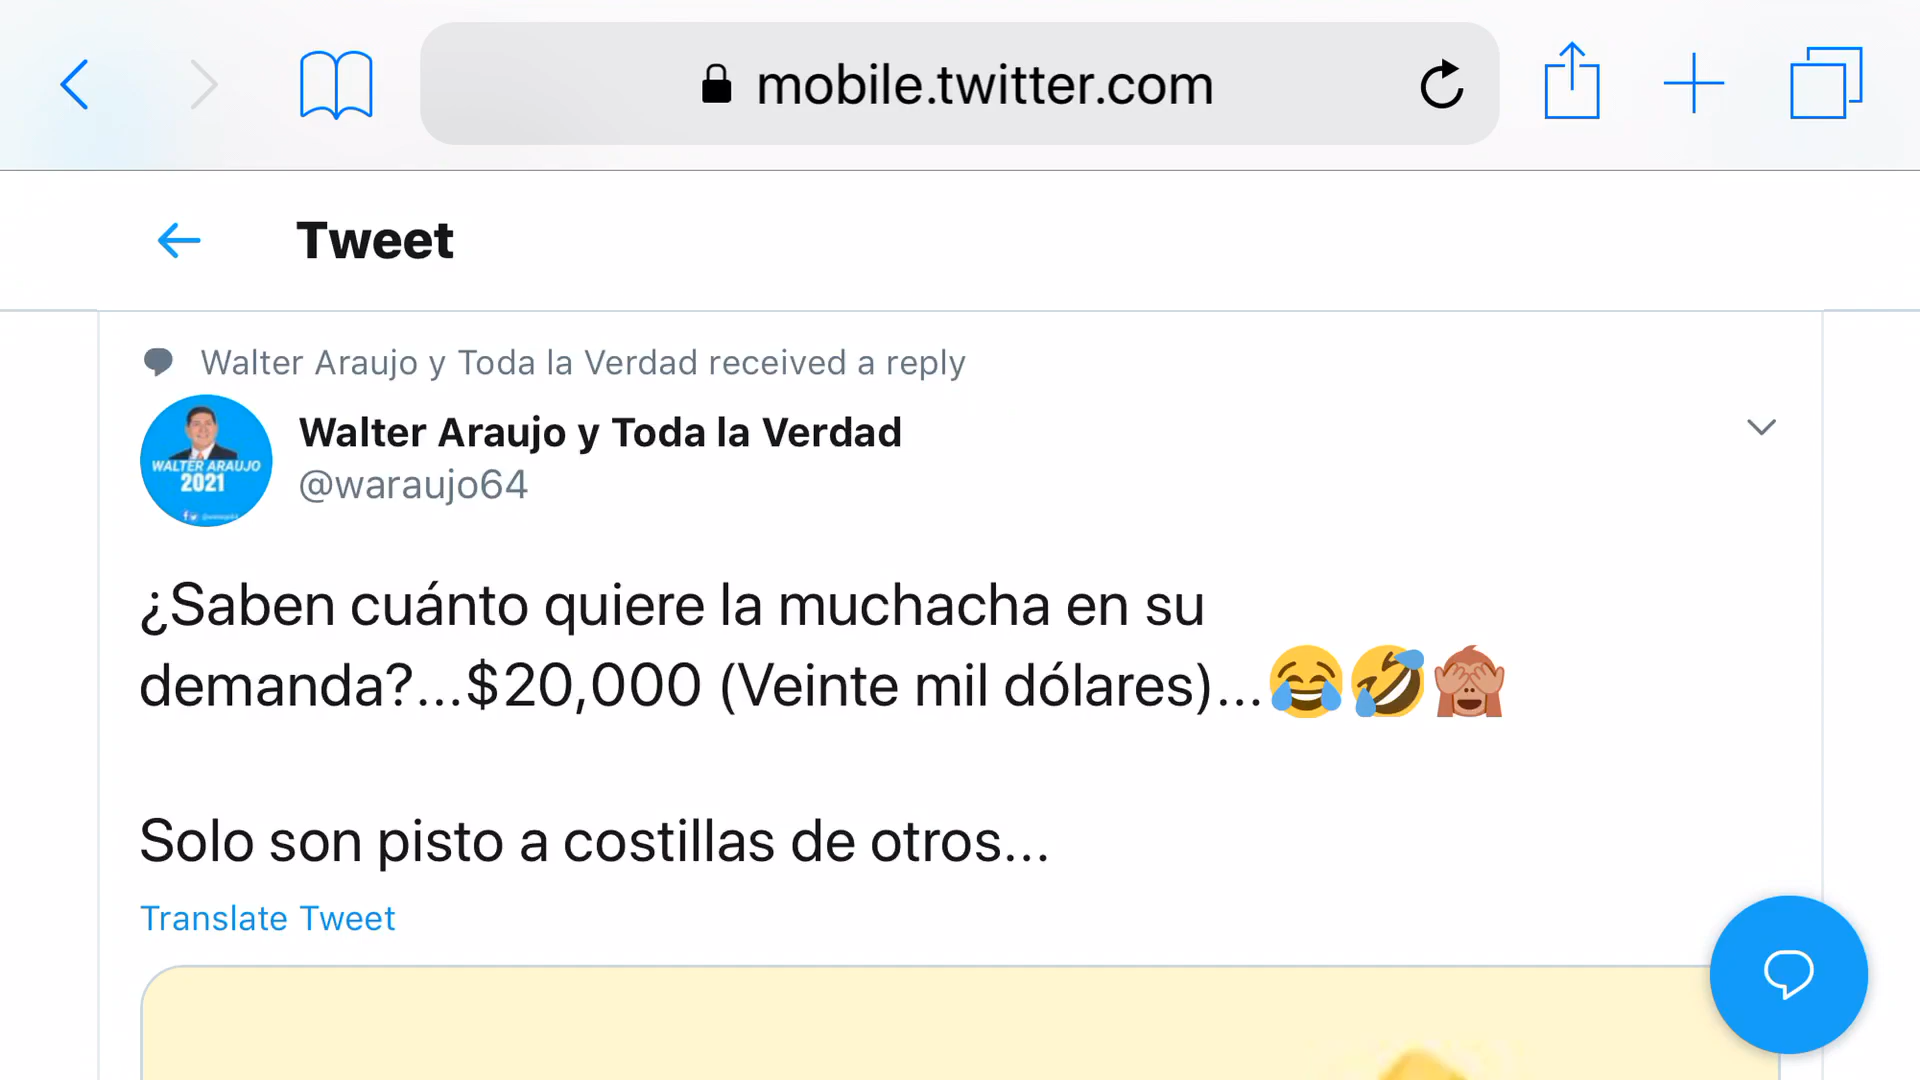 mobile.twitter.com
Tweet
Walter Araujo y Toda la Verdad received a reply
Walter Araujo y Toda la Verdad
@waraujo64
WALTER ARAUJO
2021
¿Saben cuánto quiere la muchacha en su
demanda?...$20,000 (Veinte mil dólares)...😂🤣🙈
Solo son pisto a costillas de otros...
Translate Tweet